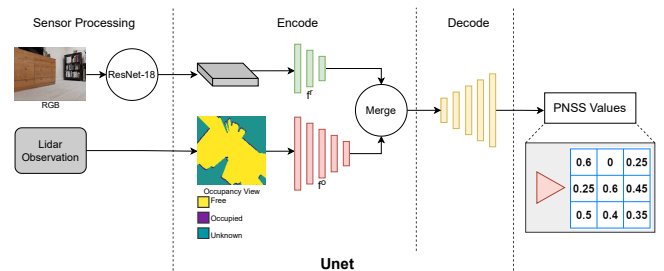 Sensor Processing
Encode
Decode
ResNet-18
RGB
f^r
Merge
PNSS Values
Lidar
Observation
f^o
Occupancy View
Free
Occupied
Unknown
0.6 0 0.25
0.25 0.6 0.45
0.5 0.4 0.35
Unet